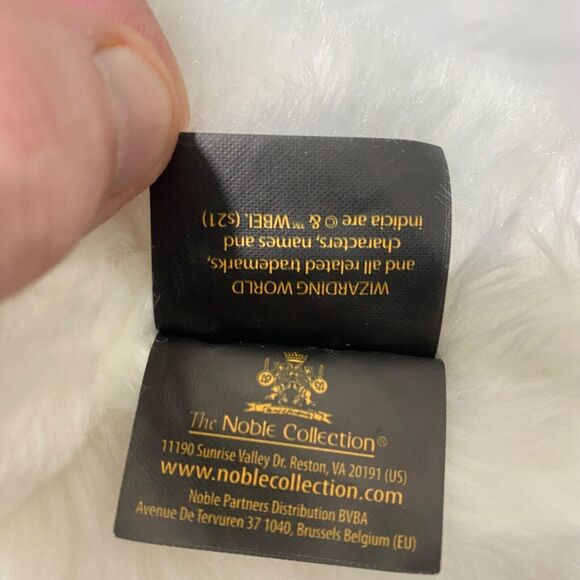 WIZARDING WORLD
and all related trademarks,
characters, names and
indicia are © & ™ WBEI. (s21)
The Noble Collection®
11190 Sunrise Valley Dr. Reston, VA 20191 (US)
www.noblecollection.com
Noble Partners Distribution BVBA
Avenue De Tervuren 37 1040, Brussels Belgium (EU)